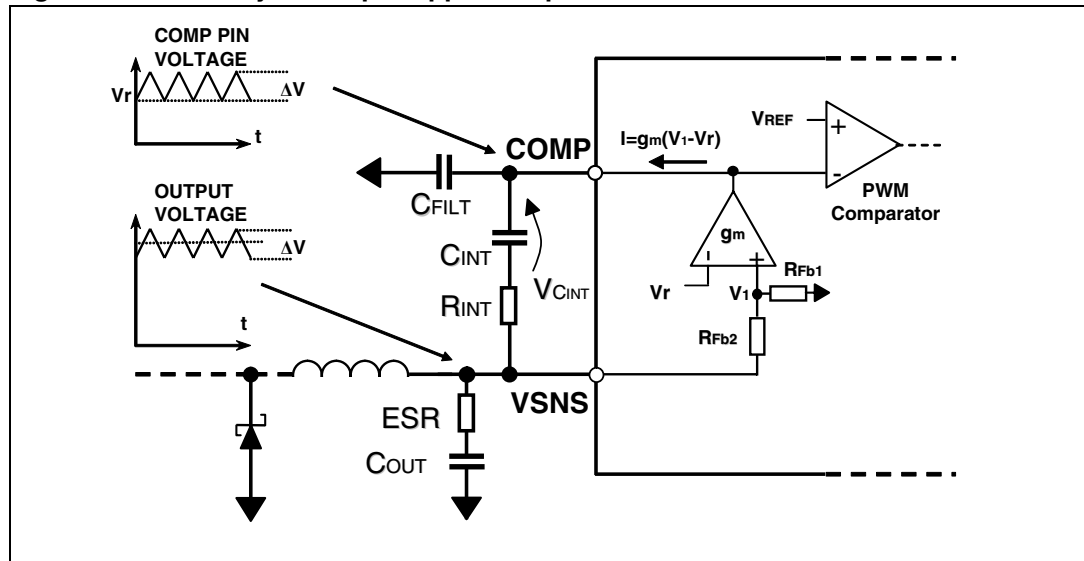 COMP PIN
VOLTAGE
Vr
ΔV
t
OUTPUT
VOLTAGE
ΔV
t
COMP
CFILT
CINT
VCINT
RINT
VSNS
ESR
COUT
I=gm(V1-Vr)
VREF
+
-
PWM
Comparator
gm
-
+
Vr
V1
RFb1
RFb2